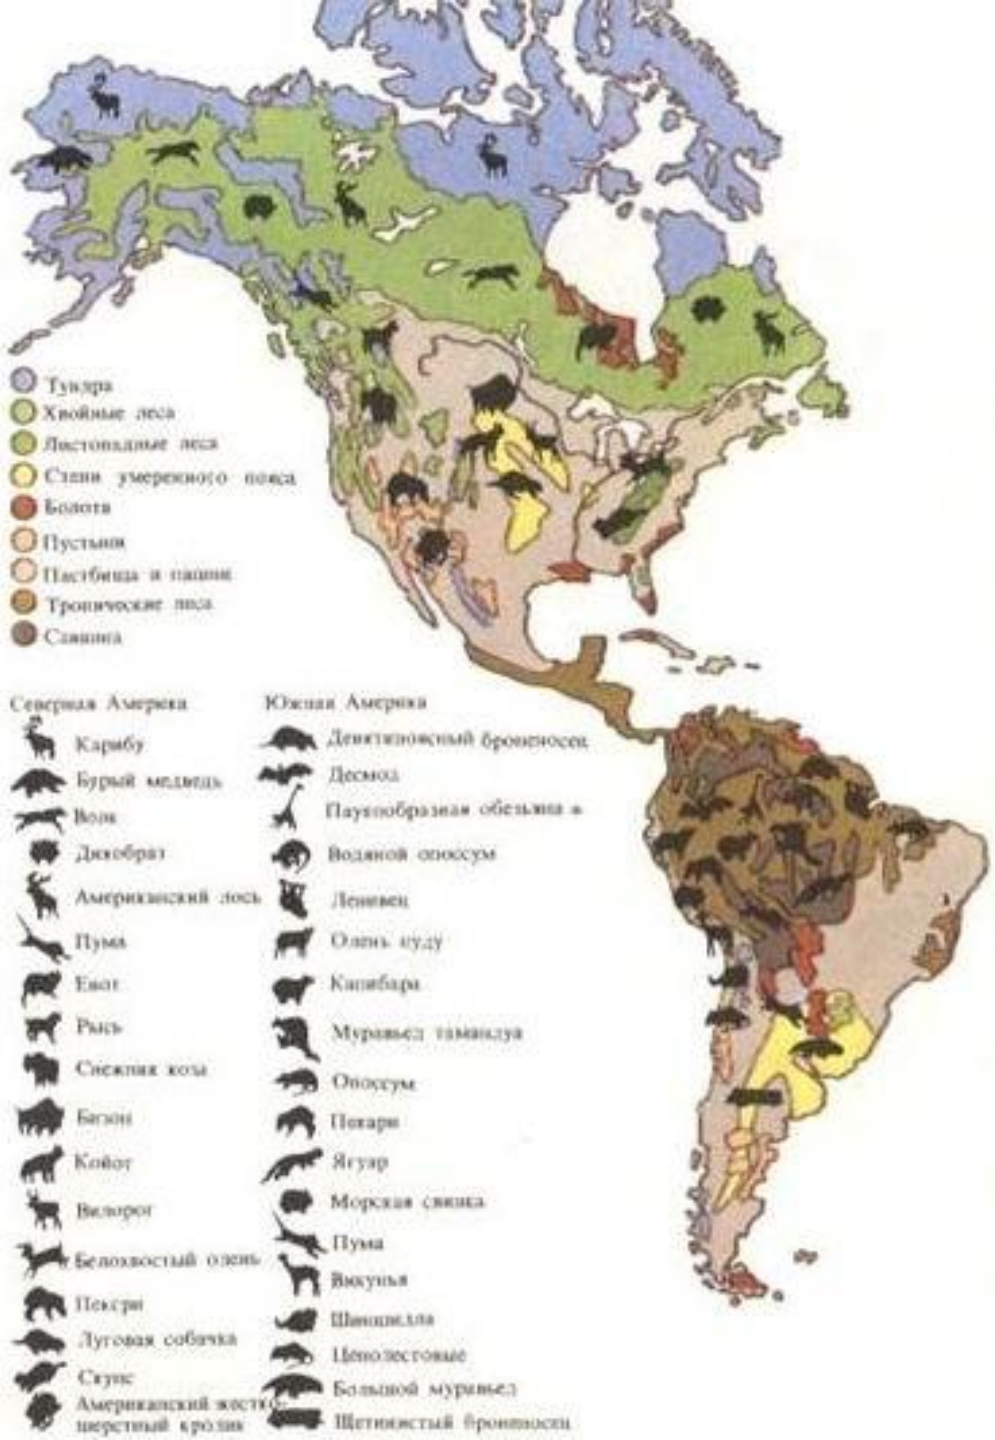 Тундра
Хвойные леса
Листопадные леса
Степи умеренного пояса
Болота
Пустыни
Пастбища и пашни
Тропические леса
Саванна
Северная Америка
Карибу
Бурый медведь
Волк
Дикобраз
Американский лось
Пума
Енот
Рысь
Снежная коза
Бизон
Койот
Вилорог
Белохвостый олень
Пекери
Луговая собачка
Скунс
Американский жестко-
шерстный кролик
Южная Америка
Девятипоясный броненосец
Десмод
Паукообразная обезьяна
Водяной опоссум
Ленивец
Олень пуду
Капибара
Муравьед тамандуа
Опоссум
Пекари
Ягуар
Морская свинка
Пума
Викунья
Шиншилла
Ценолестовые
Большой муравьед
Щетинистый броненосец